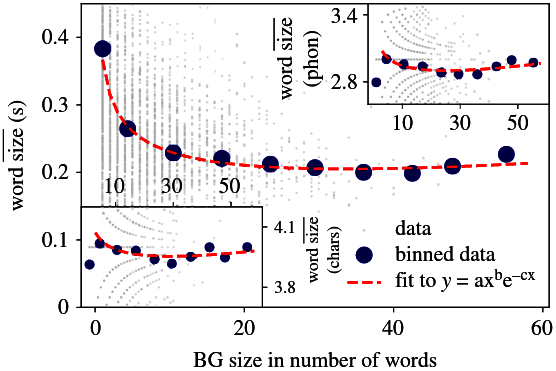 0.4
0.3
0.2
0.1
0
word size (s)
3.4
2.8
word size
(phon)
10 30 50
10 30 50
4.1
3.8
word size
(chars)
data
binned data
fit to y = ax^b e^–cx
0 20 40 60
BG size in number of words